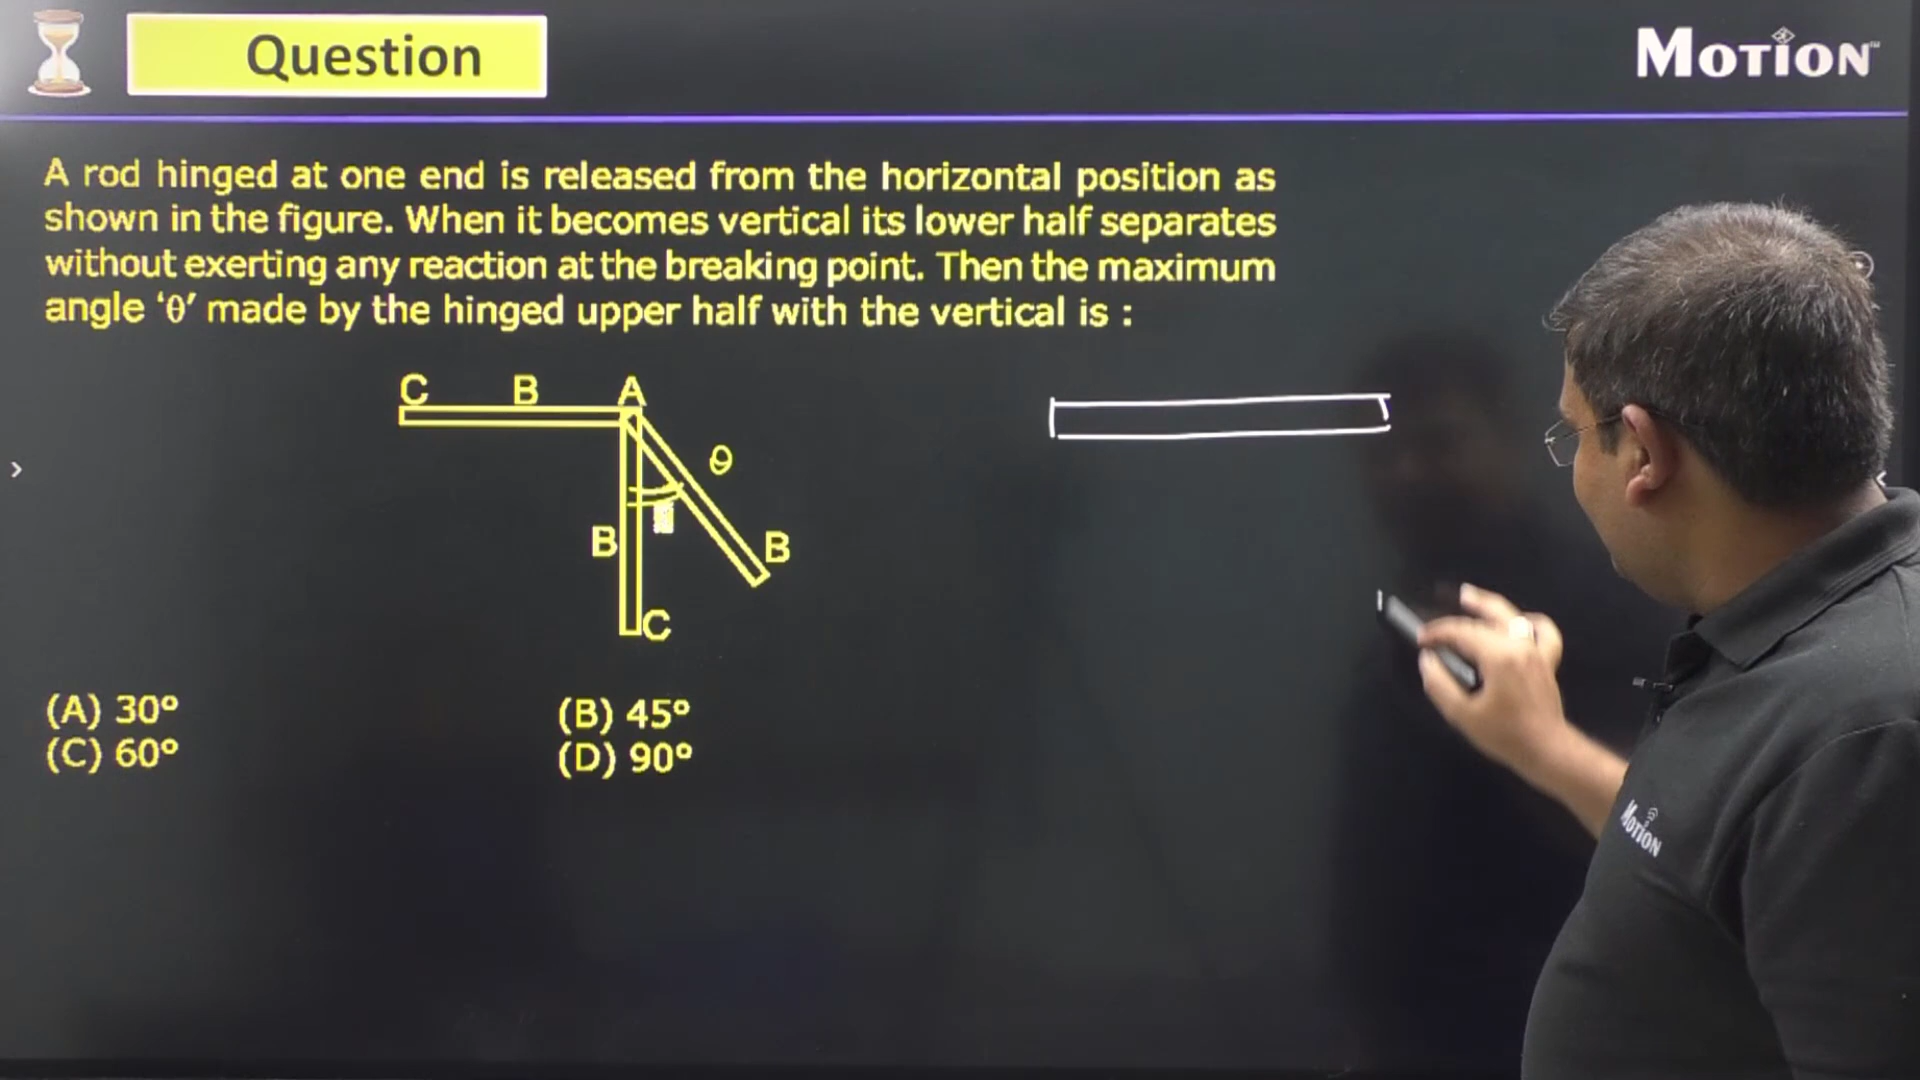 Question
MOTION
A rod hinged at one end is released from the horizontal position as
shown in the figure. When it becomes vertical its lower half separates
without exerting any reaction at the breaking point. Then the maximum
angle ‘θ’ made by the hinged upper half with the vertical is :
C B A
θ
B B
C
(A) 30° (B) 45°
(C) 60° (D) 90°
MOTION